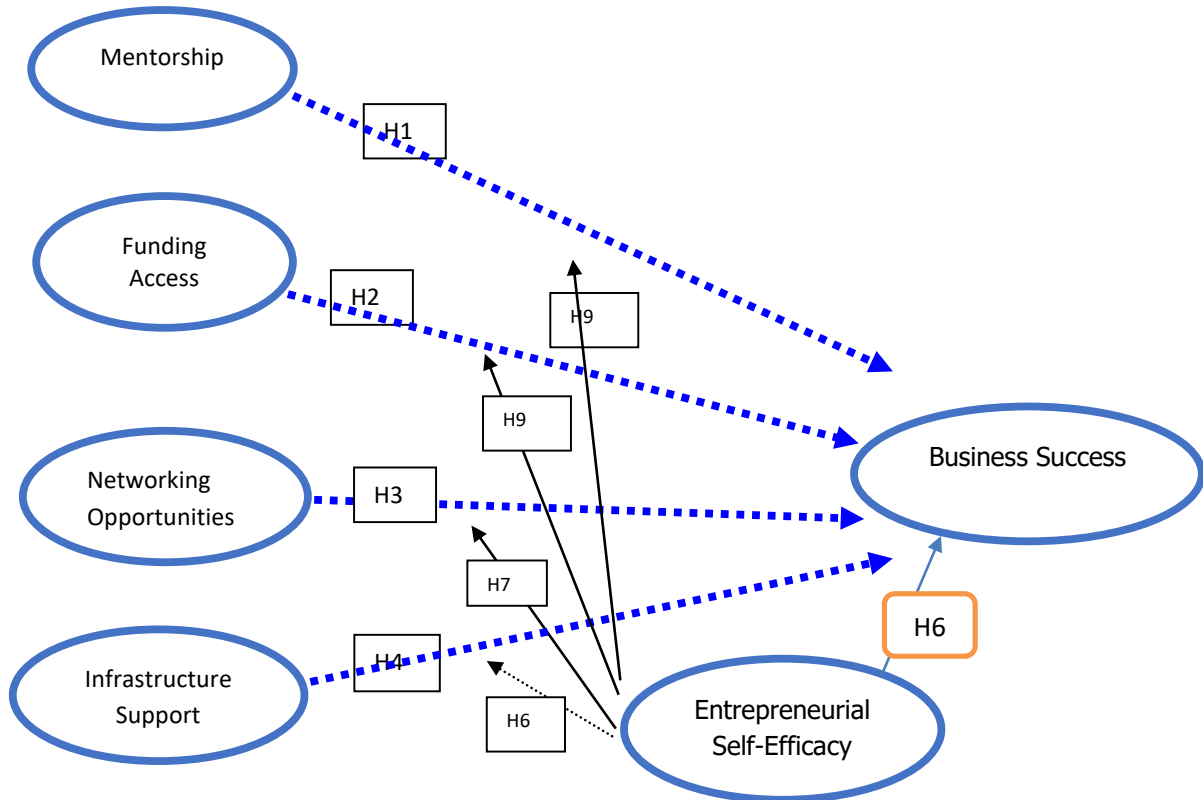 Mentorship
H1
Funding
Access
H2
H9
H9
Business Success
Networking
Opportunities
H3
H7
H6
Infrastructure
Support
H4
H6
Entrepreneurial
Self-Efficacy